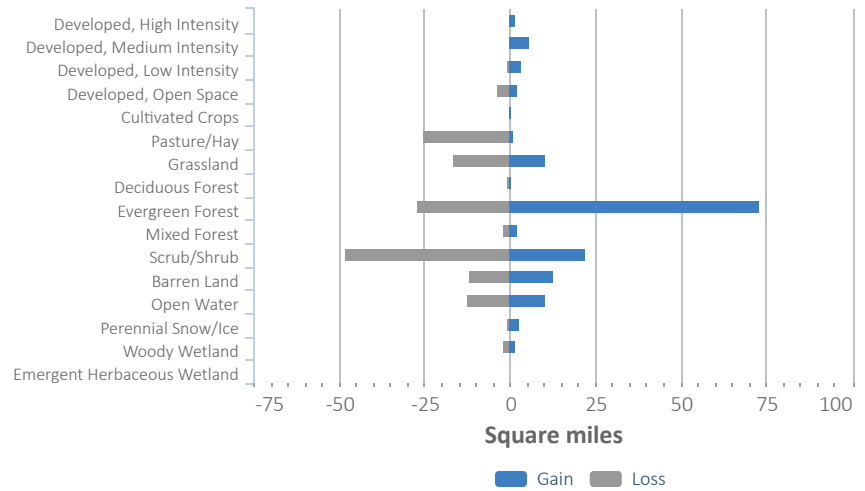 Developed, High Intensity
Developed, Medium Intensity
Developed, Low Intensity
Developed, Open Space
Cultivated Crops
Pasture/Hay
Grassland
Deciduous Forest
Evergreen Forest
Mixed Forest
Scrub/Shrub
Barren Land
Open Water
Perennial Snow/Ice
Woody Wetland
Emergent Herbaceous Wetland
-75 -50 -25 0 25 50 75 100
Square miles
Gain Loss